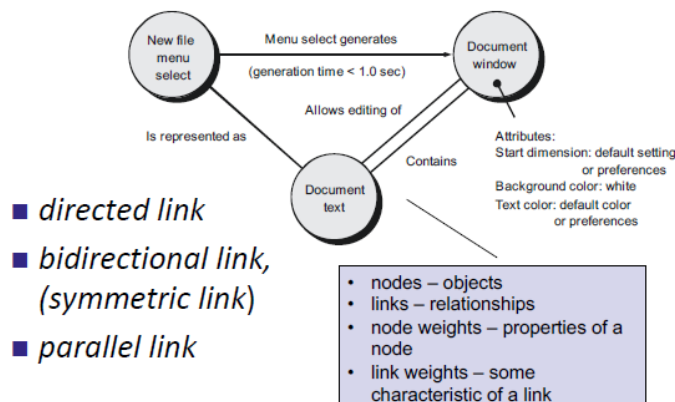 New file
menu
select
Menu select generates
(generation time < 1.0 sec)
Document
window
Allows editing of
Is represented as
Contains
Attributes:
Start dimension: default setting
or preferences
Background color: white
Text color: default color
or preferences
Document
text
directed link
bidirectional link,
(symmetric link)
parallel link
• nodes – objects
• links – relationships
• node weights – properties of a
node
• link weights – some
characteristic of a link